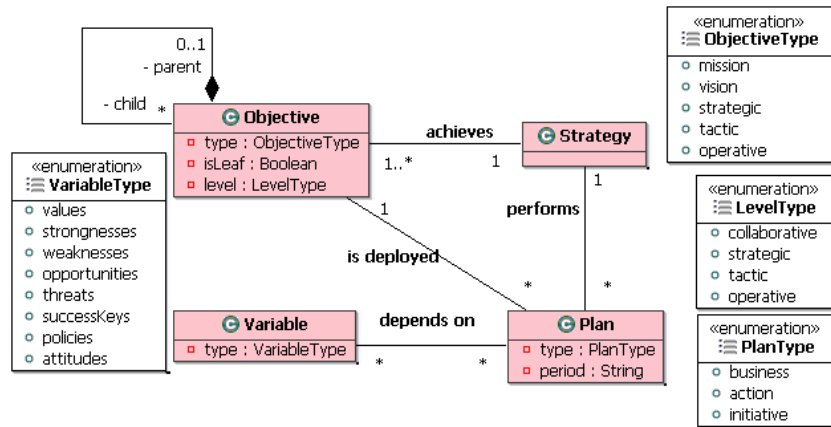 0..1
- parent
- child
*
Objective
type : ObjectiveType
isLeaf : Boolean
level : LevelType
achieves
1..*
1
Strategy
1
performs
*
1
is deployed
*
Variable
type : VariableType
depends on
*
*
Plan
type : PlanType
period : String
«enumeration»
VariableType
values
strongnesses
weaknesses
opportunities
threats
successKeys
policies
attitudes
«enumeration»
ObjectiveType
mission
vision
strategic
tactic
operative
«enumeration»
LevelType
collaborative
strategic
tactic
operative
«enumeration»
PlanType
business
action
initiative